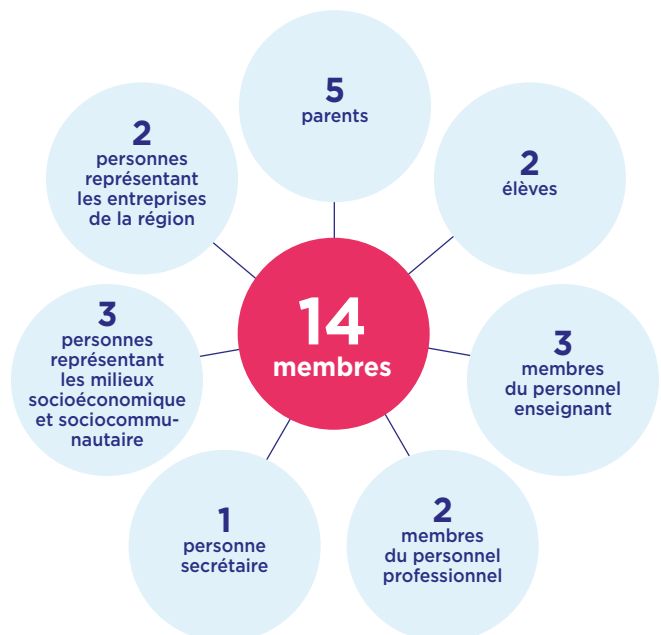 5
parents
2
élèves
3
membres
du personnel
enseignant
2
membres
du personnel
professionnel
1
personne
secrétaire
3
personnes
représentant
les milieux
socioéconomique
et sociocommu-
nautaire
2
personnes
représentant
les entreprises
de la région
14
membres